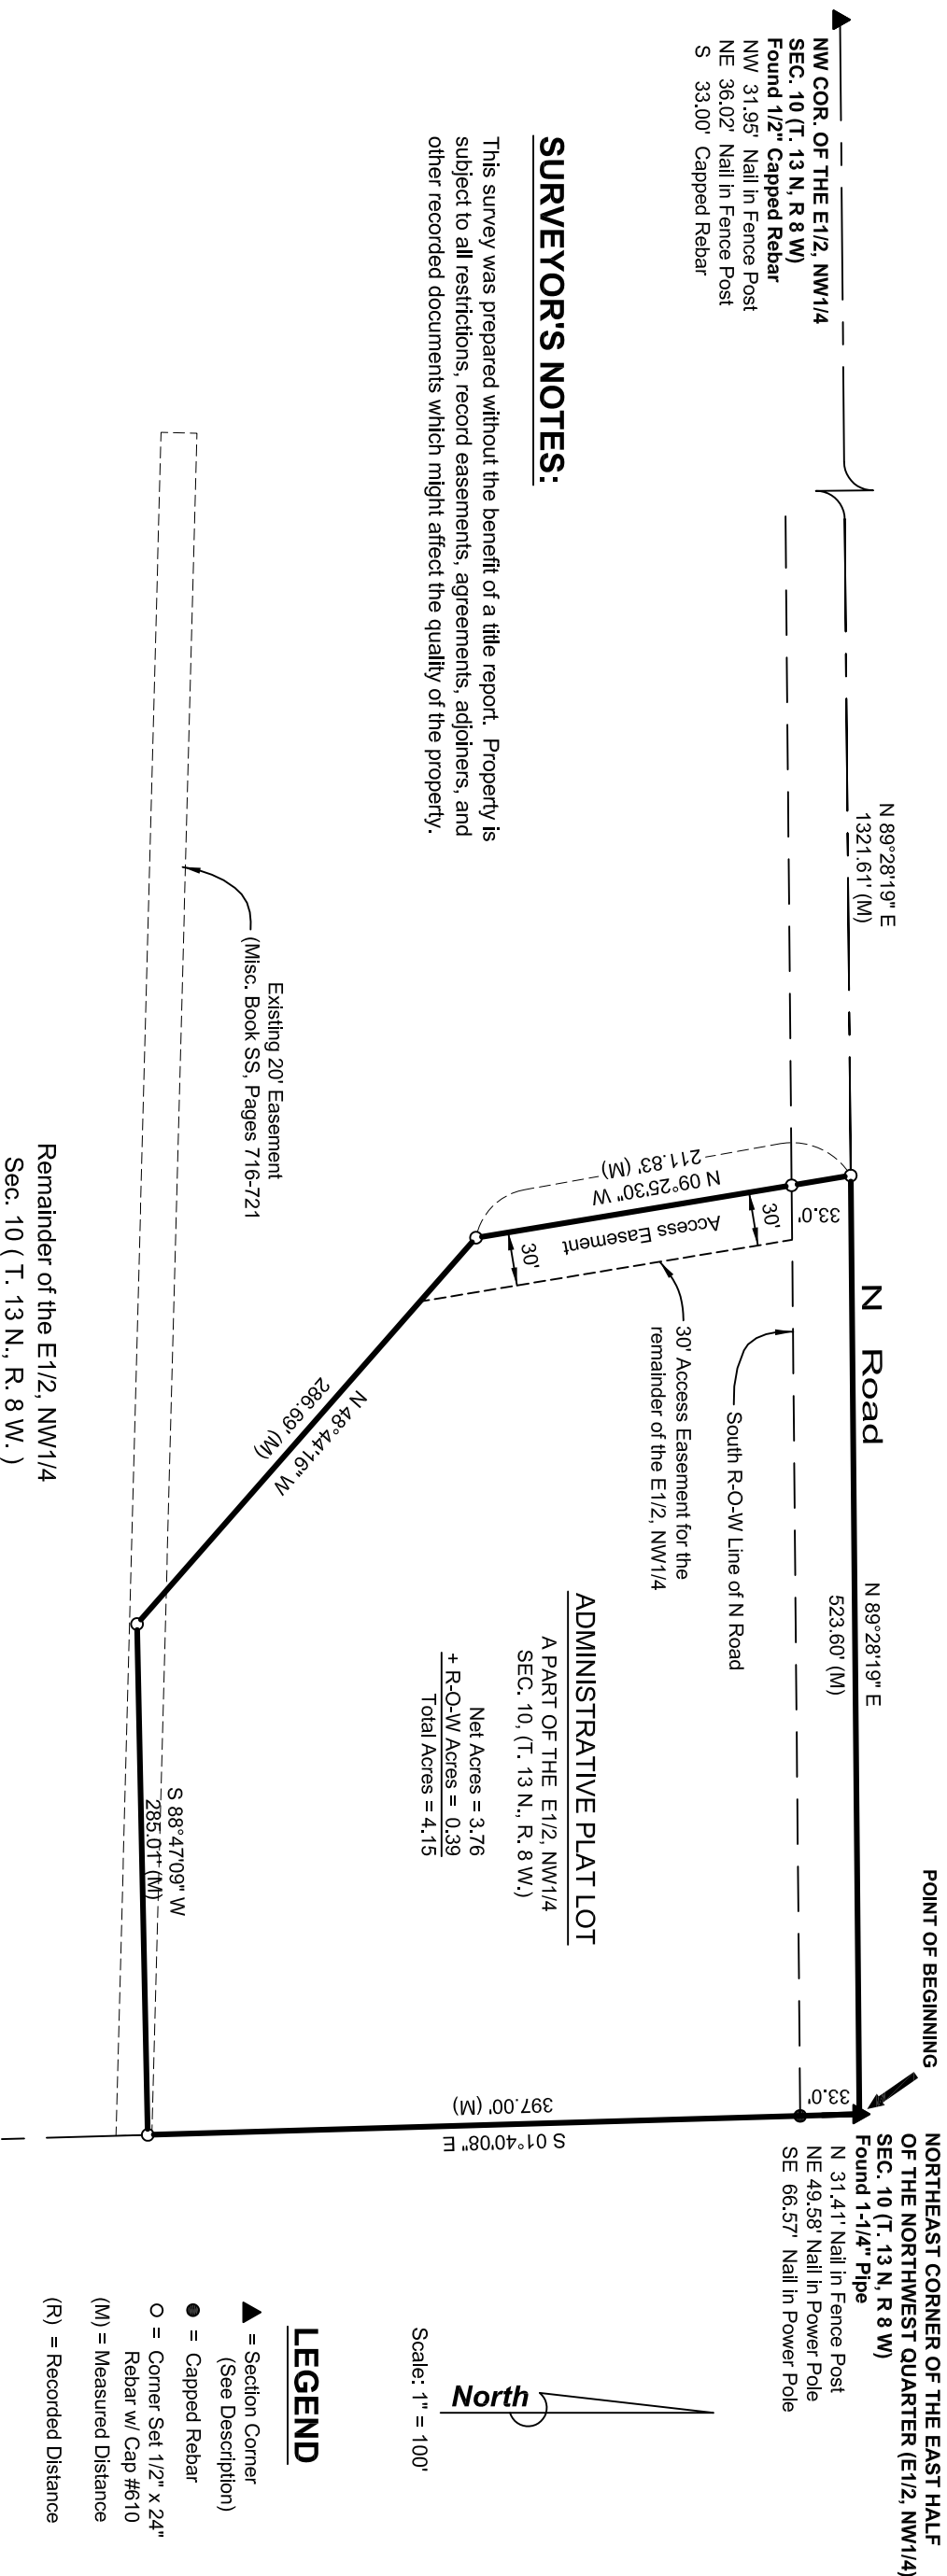 NW COR. OF THE E1/2, NW1/4
SEC. 10 (T. 13 N, R 8 W)
Found 1/2" Capped Rebar
NW 31.95' Nail in Fence Post
NE 36.02' Nail in Fence Post
S 33.00' Capped Rebar
SURVEYOR'S NOTES:
This survey was prepared without the benefit of a title report. Property is
subject to all restrictions, record easements, agreements, adjoiners, and
other recorded documents which might affect the quality of the property.
N 89°28'19" E
1321.61' (M)
Existing 20' Easement
(Misc. Book SS, Pages 716-721
Remainder of the E1/2, NW1/4
Sec. 10 ( T. 13 N., R. 8 W. )
N Road
33.0'
211.83' (M)
N 09°25'30" W
Access Easement
30'
30'
30' Access Easement for the
remainder of the E1/2, NW1/4
South R-O-W Line of N Road
N 48°44'16" W
286.69' (M)
N 89°28'19" E
523.60' (M)
ADMINISTRATIVE PLAT LOT
A PART OF THE E1/2, NW1/4
SEC. 10, (T. 13 N., R. 8 W.)
Net Acres = 3.76
+ R-O-W Acres = 0.39
Total Acres = 4.15
S 88°47'09" W
285.01' (M)
POINT OF BEGINNING
33.0'
397.00' (M)
S 01°40'08" E
NORTHEAST CORNER OF THE EAST HALF
OF THE NORTHWEST QUARTER (E1/2, NW1/4)
SEC. 10 (T. 13 N, R 8 W)
Found 1-1/4" Pipe
N 31.41' Nail in Fence Post
NE 49.58' Nail in Power Pole
SE 66.57' Nail in Power Pole
North
Scale: 1" = 100'
LEGEND
= Section Corner
(See Description)
= Capped Rebar
= Corner Set 1/2" x 24"
Rebar w/ Cap #610
(M) = Measured Distance
(R) = Recorded Distance